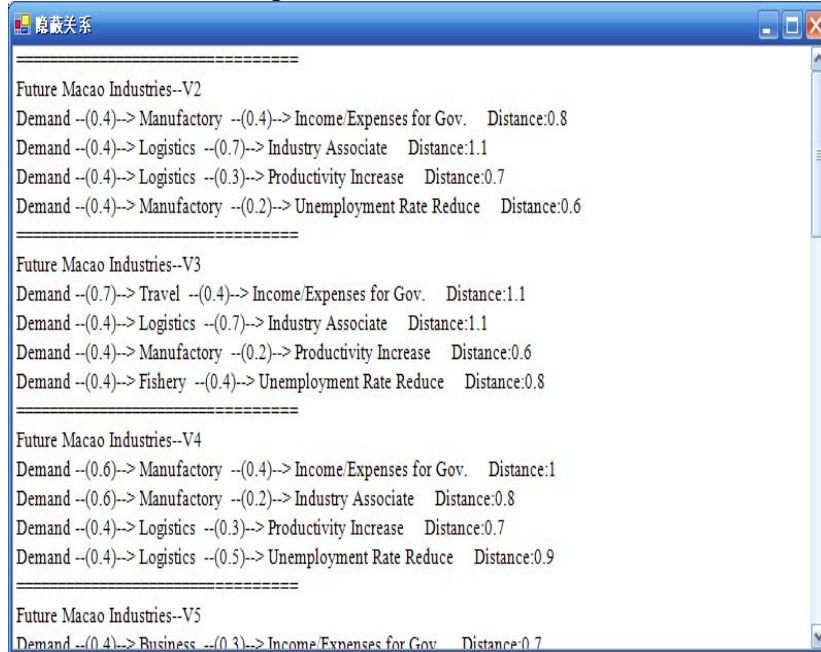 隐蔽关系
==================================
Future Macao Industries--V2
Demand --(0.4)--> Manufactory --(0.4)--> Income/Expenses for Gov. Distance:0.8
Demand --(0.4)--> Logistics --(0.7)--> Industry Associate Distance:1.1
Demand --(0.4)--> Logistics --(0.3)--> Productivity Increase Distance:0.7
Demand --(0.4)--> Manufactory --(0.2)--> Unemployment Rate Reduce Distance:0.6
==================================
Future Macao Industries--V3
Demand --(0.7)--> Travel --(0.4)--> Income/Expenses for Gov. Distance:1.1
Demand --(0.4)--> Logistics --(0.7)--> Industry Associate Distance:1.1
Demand --(0.4)--> Manufactory --(0.2)--> Productivity Increase Distance:0.6
Demand --(0.4)--> Fishery --(0.4)--> Unemployment Rate Reduce Distance:0.8
==================================
Future Macao Industries--V4
Demand --(0.6)--> Manufactory --(0.4)--> Income/Expenses for Gov. Distance:1
Demand --(0.6)--> Manufactory --(0.2)--> Industry Associate Distance:0.8
Demand --(0.4)--> Logistics --(0.3)--> Productivity Increase Distance:0.7
Demand --(0.4)--> Logistics --(0.5)--> Unemployment Rate Reduce Distance:0.9
==================================
Future Macao Industries--V5
Demand --(0.4)--> Business --(0.3)--> Income/Expenses for Gov. Distance:0.7